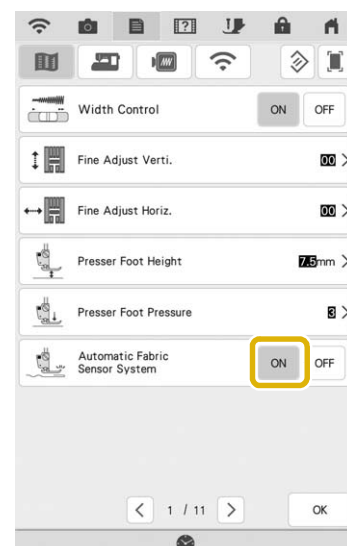 Width Control ON OFF
Fine Adjust Verti. 00
Fine Adjust Horiz. 00
Presser Foot Height 7.5mm
Presser Foot Pressure 3
Automatic Fabric
Sensor System ON OFF
1 / 11 OK